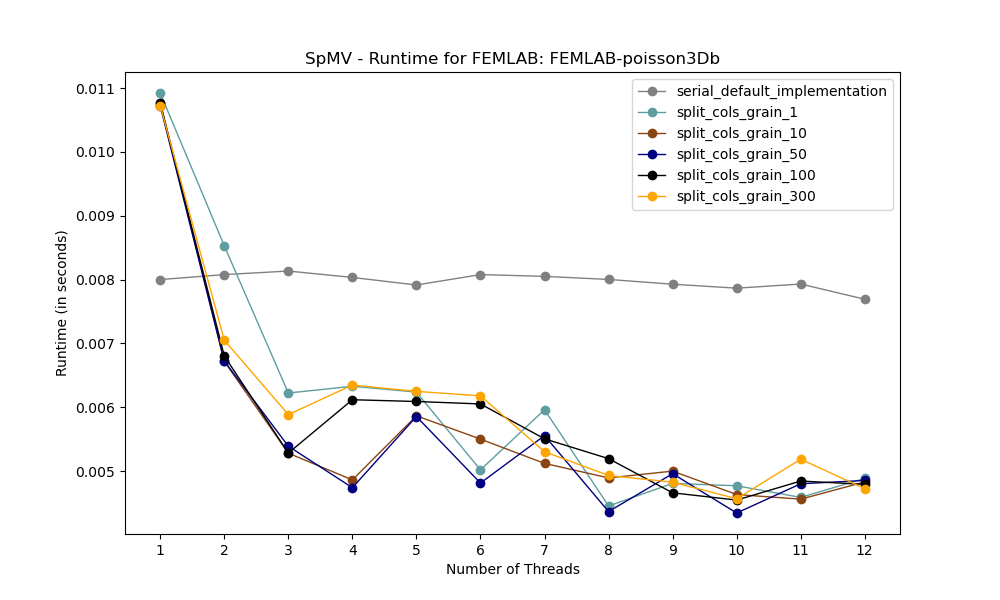 SpMV - Runtime for FEMLAB: FEMLAB-poisson3Db
serial_default_implementation
split_cols_grain_1
split_cols_grain_10
split_cols_grain_50
split_cols_grain_100
split_cols_grain_300
Runtime (in seconds)
0.011
0.010
0.009
0.008
0.007
0.006
0.005
1 2 3 4 5 6 7 8 9 10 11 12
Number of Threads